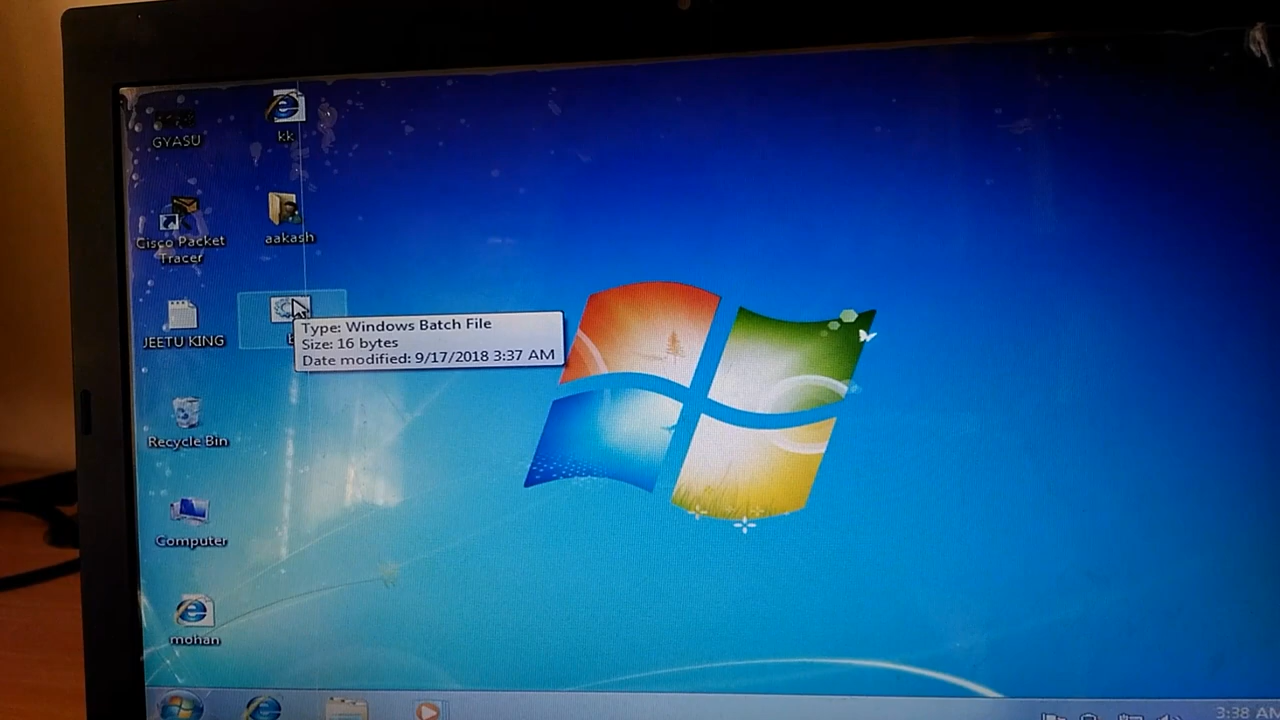 GYASU
kk
Cisco Packet
Tracer
aakash
JEETU KING
Type: Windows Batch File
Size: 16 bytes
Date modified: 9/17/2018 3:37 AM
Recycle Bin
Computer
mohan
3:38 AM